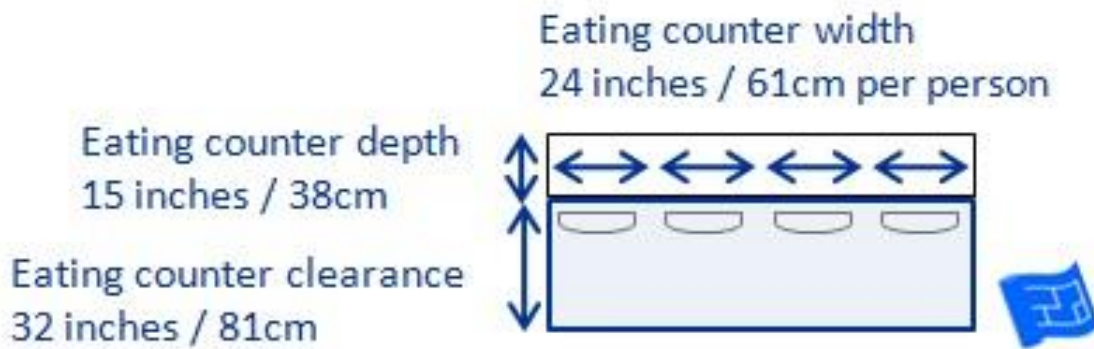 Eating counter width
24 inches / 61cm per person
Eating counter depth
15 inches / 38cm
Eating counter clearance
32 inches / 81cm